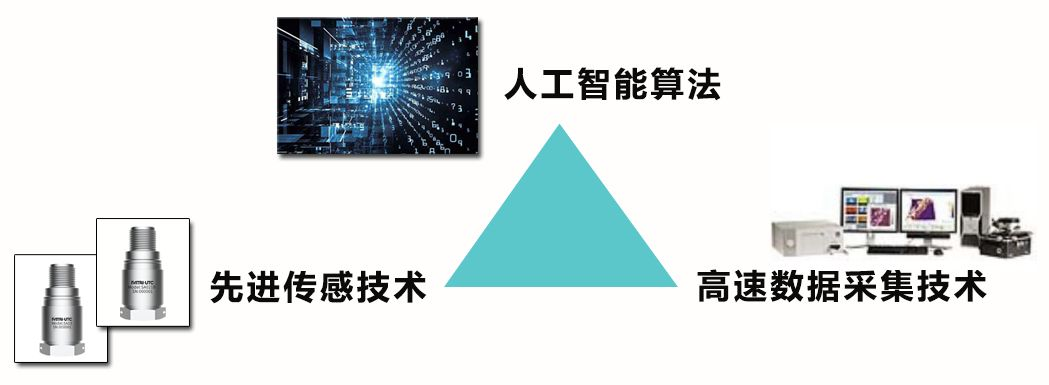 人工智能算法
先进传感技术
高速数据采集技术